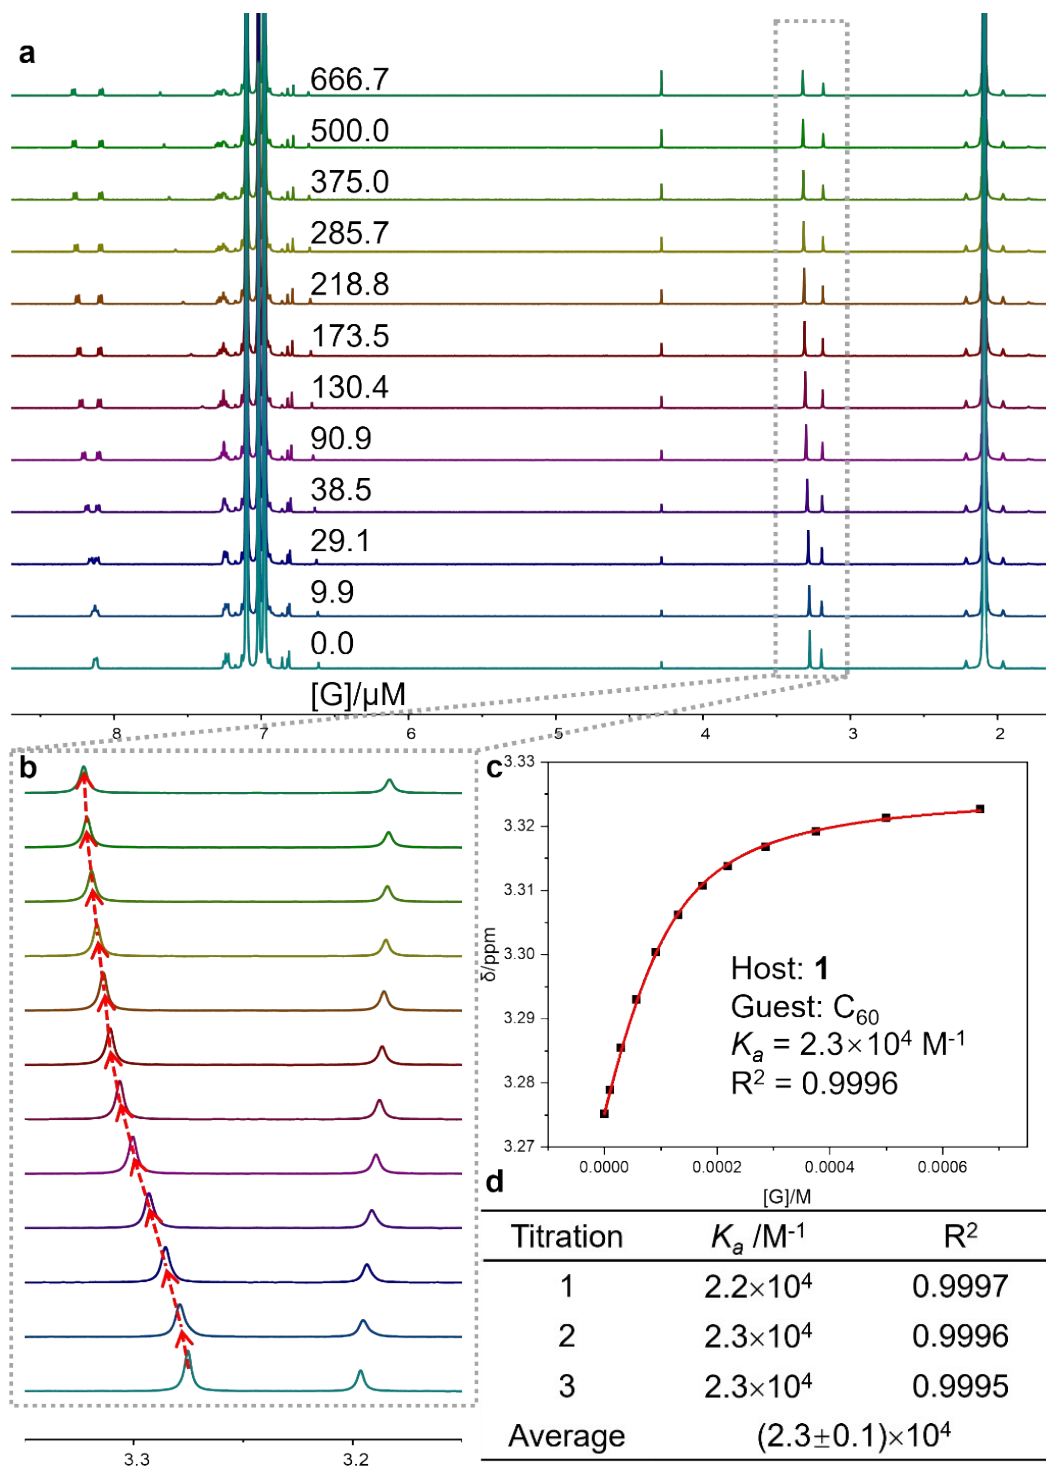 a
666.7
500.0
375.0
285.7
218.8
173.5
130.4
90.9
38.5
29.1
9.9
0.0
[G]/μM
8 7 6 5 4 3 2
b
3.3 3.2
c
3.33
3.32
3.31
3.30
3.29
3.28
3.27
δ/ppm
Host: 1
Guest: C₆₀
Kₐ = 2.3×10⁴ M⁻¹
R² = 0.9996
0.0000 0.0002 0.0004 0.0006
[G]/M
d
Titration Kₐ /M⁻¹ R²
1 2.2×10⁴ 0.9997
2 2.3×10⁴ 0.9996
3 2.3×10⁴ 0.9995
Average (2.3±0.1)×10⁴